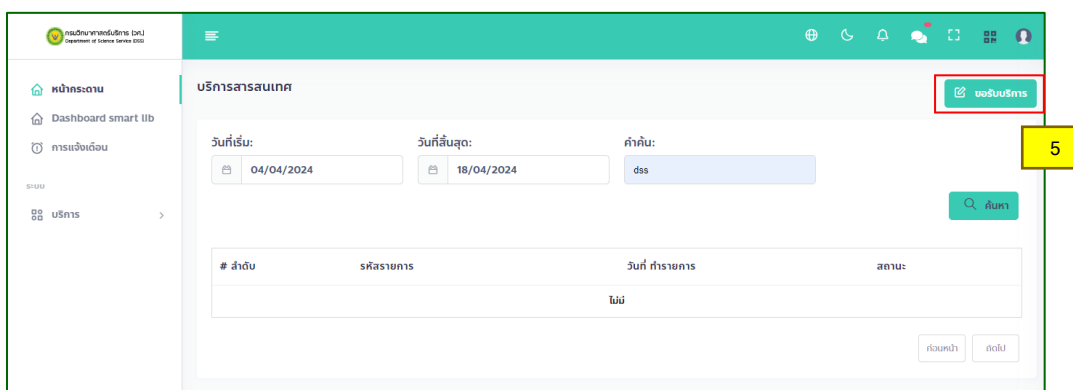 กรมวิทยาศาสตร์บริการ (วศ.)
Department of Science Service (DSS)
หน้ากระดาน
Dashboard smart lib
การแจ้งเตือน
ระบบ
บริการ
บริการสารสนเทศ
ขอรับบริการ
5
วันที่เริ่ม:
วันที่สิ้นสุด:
คำค้น:
04/04/2024
18/04/2024
dss
ค้นหา
# ลำดับ
รหัสรายการ
วันที่ ทำรายการ
สถานะ
ไม่มี
ก่อนหน้า
ถัดไป